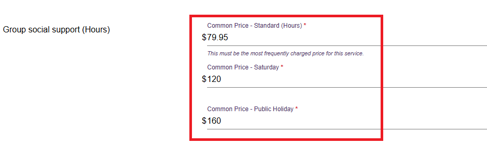 Group social support (Hours)
Common Price - Standard (Hours) *
$79.95
This must be the most frequently charged price for this service.
Common Price - Saturday *
$120
Common Price - Public Holiday *
$160